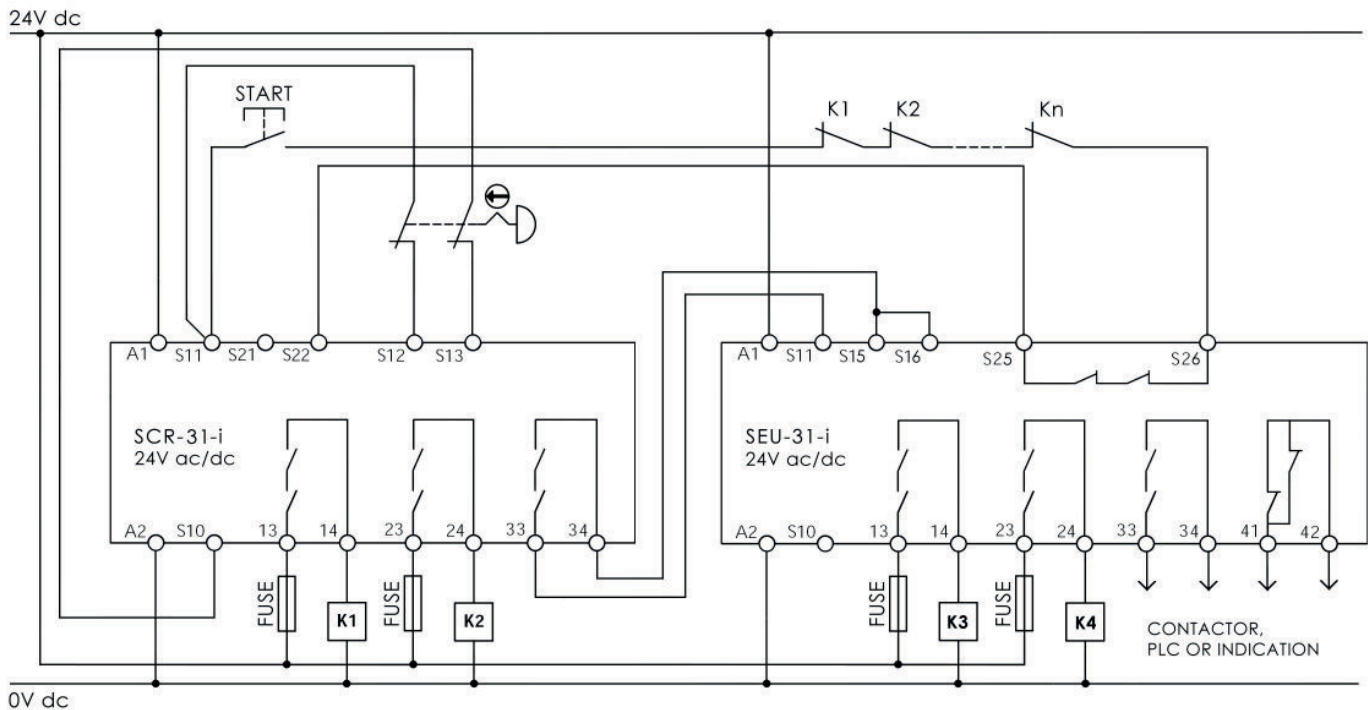 24V dc
START
K1 K2 Kn
A1 S11 S21 S22 S12 S13
A1 S11 S15 S16 S25 S26
SCR-31-i
24V ac/dc
SEU-31-i
24V ac/dc
A2 S10 13 14 23 24 33 34
A2 S10 13 14 23 24 33 34 41 42
FUSE K1 FUSE K2
FUSE K3 FUSE K4
CONTACTOR,
PLC OR INDICATION
0V dc